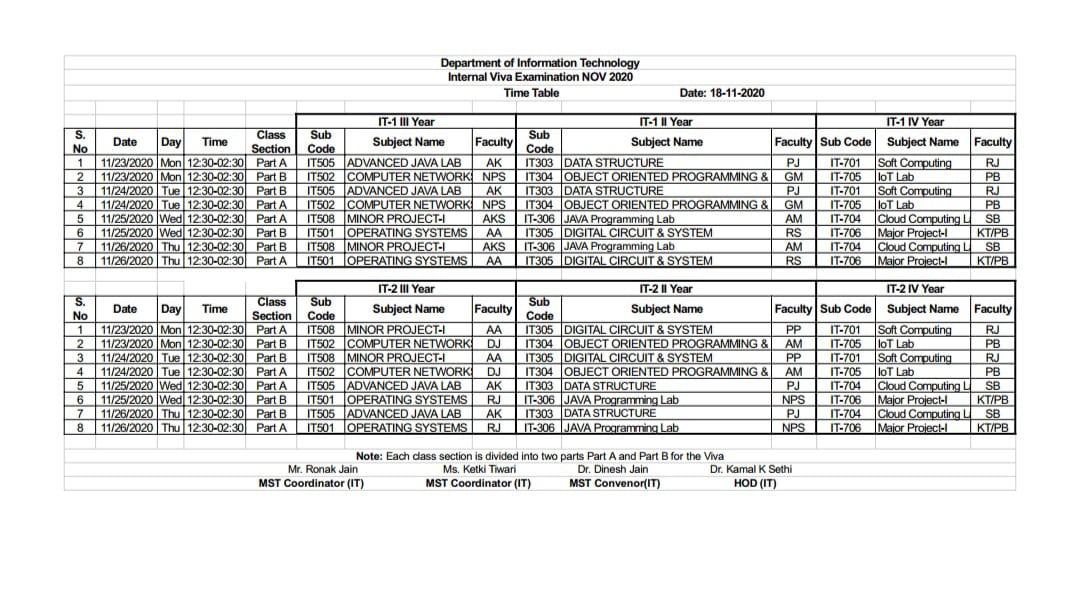 Department of Information Technology
Internal Viva Examination NOV 2020
Time Table Date: 18-11-2020
IT-1 III Year IT-1 II Year IT-1 IV Year
S. No Date Day Time Class Section Sub Code Subject Name Faculty Sub Code Subject Name Faculty Sub Code Subject Name Faculty
1 11/23/2020 Mon 12:30-02:30 Part A IT505 ADVANCED JAVA LAB AK IT303 DATA STRUCTURE PJ IT-701 Soft Computing RJ
2 11/23/2020 Mon 12:30-02:30 Part B IT502 COMPUTER NETWORK NPS IT304 OBJECT ORIENTED PROGRAMMING & GM IT-705 IoT Lab PB
3 11/24/2020 Tue 12:30-02:30 Part B IT505 ADVANCED JAVA LAB AK IT303 DATA STRUCTURE PJ IT-701 Soft Computing RJ
4 11/24/2020 Tue 12:30-02:30 Part A IT502 COMPUTER NETWORK NPS IT304 OBJECT ORIENTED PROGRAMMING & GM IT-705 IoT Lab PB
5 11/25/2020 Wed 12:30-02:30 Part A IT508 MINOR PROJECT-I AKS IT-306 JAVA Programming Lab AM IT-704 Cloud Computing L SB
6 11/25/2020 Wed 12:30-02:30 Part B IT501 OPERATING SYSTEMS AA IT305 DIGITAL CIRCUIT & SYSTEM RS IT-706 Major Project-I KT/PB
7 11/26/2020 Thu 12:30-02:30 Part B IT508 MINOR PROJECT-I AKS IT-306 JAVA Programming Lab AM IT-704 Cloud Computing L SB
8 11/26/2020 Thu 12:30-02:30 Part A IT501 OPERATING SYSTEMS AA IT305 DIGITAL CIRCUIT & SYSTEM RS IT-706 Major Project-I KT/PB
IT-2 III Year IT-2 II Year IT-2 IV Year
S. No Date Day Time Class Section Sub Code Subject Name Faculty Sub Code Subject Name Faculty Sub Code Subject Name Faculty
1 11/23/2020 Mon 12:30-02:30 Part A IT508 MINOR PROJECT-I AA IT305 DIGITAL CIRCUIT & SYSTEM PP IT-701 Soft Computing RJ
2 11/23/2020 Mon 12:30-02:30 Part B IT502 COMPUTER NETWORK DJ IT304 OBJECT ORIENTED PROGRAMMING & AM IT-705 IoT Lab PB
3 11/24/2020 Tue 12:30-02:30 Part B IT508 MINOR PROJECT-I AA IT305 DIGITAL CIRCUIT & SYSTEM PP IT-701 Soft Computing RJ
4 11/24/2020 Tue 12:30-02:30 Part A IT502 COMPUTER NETWORK DJ IT304 OBJECT ORIENTED PROGRAMMING & AM IT-705 IoT Lab PB
5 11/25/2020 Wed 12:30-02:30 Part A IT505 ADVANCED JAVA LAB AK IT303 DATA STRUCTURE PJ IT-704 Cloud Computing L SB
6 11/25/2020 Wed 12:30-02:30 Part B IT501 OPERATING SYSTEMS RJ IT-306 JAVA Programming Lab NPS IT-706 Major Project-I KT/PB
7 11/26/2020 Thu 12:30-02:30 Part B IT505 ADVANCED JAVA LAB AK IT303 DATA STRUCTURE PJ IT-704 Cloud Computing L SB
8 11/26/2020 Thu 12:30-02:30 Part A IT501 OPERATING SYSTEMS RJ IT-306 JAVA Programming Lab NPS IT-706 Major Project-I KT/PB
Note: Each class section is divided into two parts Part A and Part B for the Viva
Mr. Ronak Jain Ms. Ketki Tiwari Dr. Dinesh Jain Dr. Kamal K Sethi
MST Coordinator (IT) MST Coordinator (IT) MST Convenor(IT) HOD (IT)